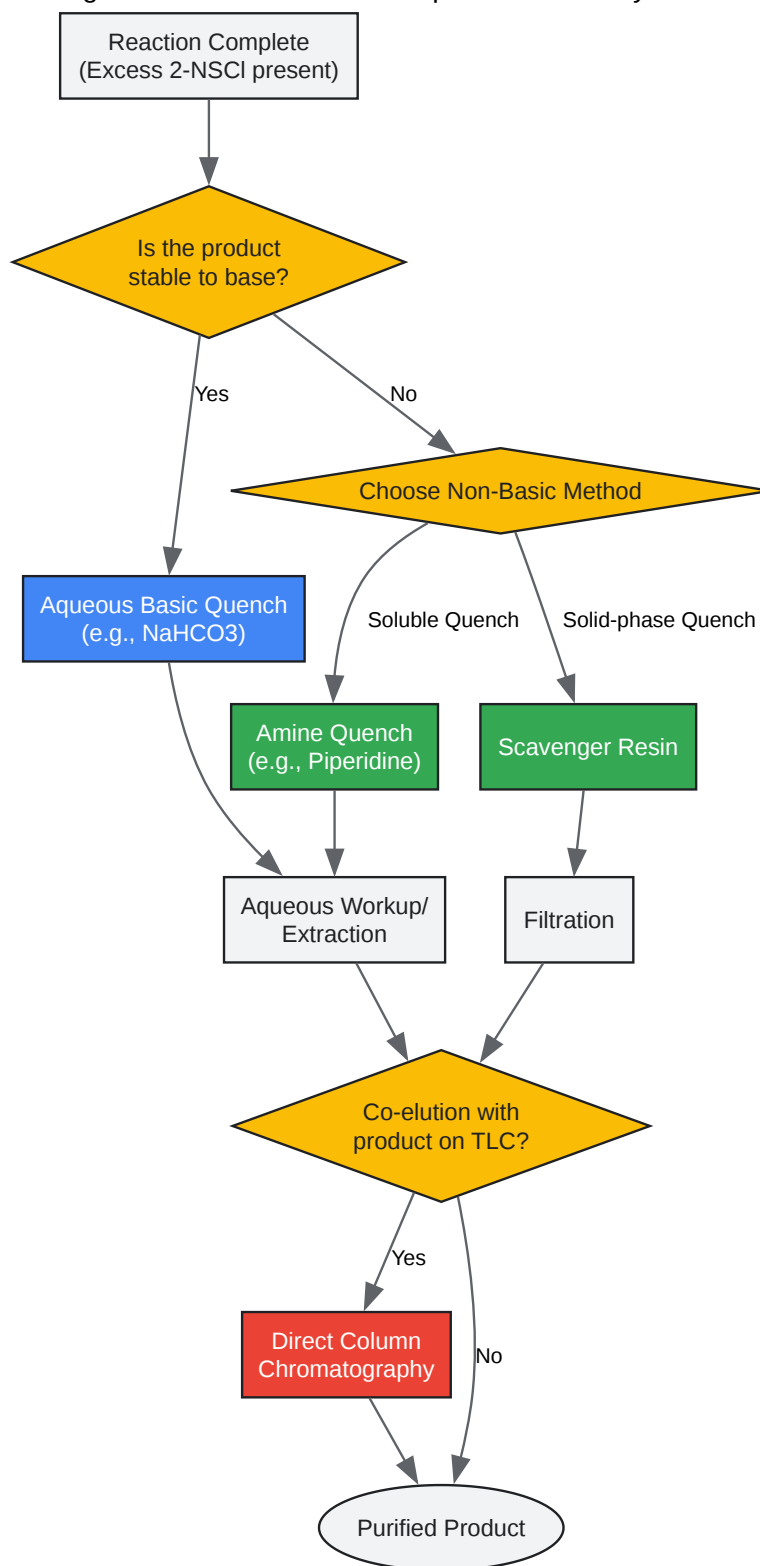 Reaction Complete
(Excess 2-NSCl present)
Is the product
stable to base?
Yes
No
Choose Non-Basic Method
Aqueous Basic Quench
(e.g., NaHCO3)
Soluble Quench
Solid-phase Quench
Amine Quench
(e.g., Piperidine)
Scavenger Resin
Aqueous Workup/
Extraction
Filtration
Co-elution with
product on TLC?
Yes
No
Direct Column
Chromatography
Purified Product